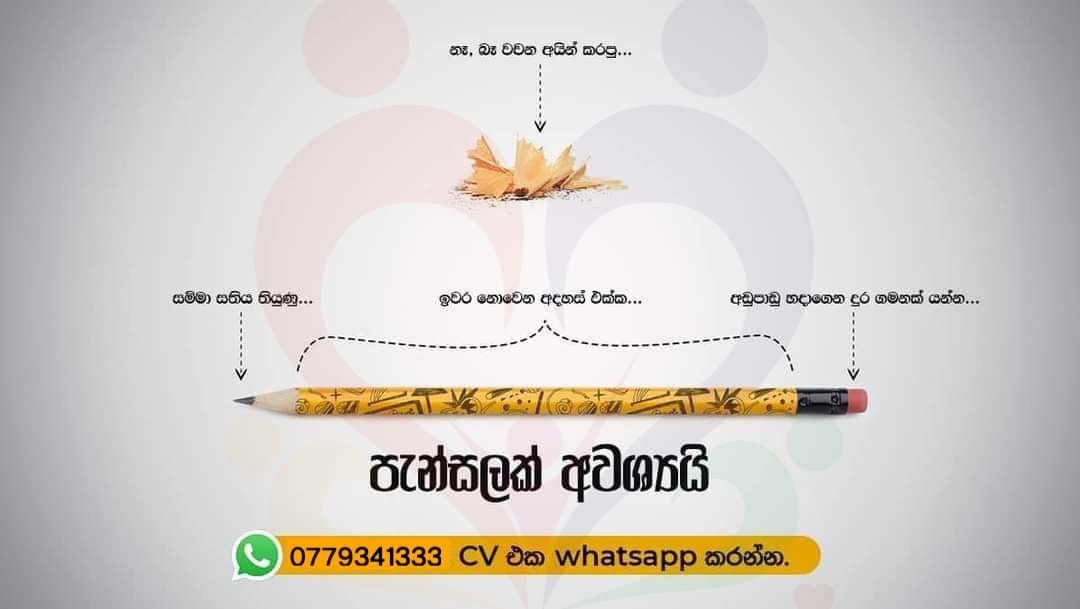 නෑ, බෑ වචන අයින් කරපු...
සම්මා සතිය තියුණු...
ඉවර නොවෙන අදහස් එක්ක...
අඩුපාඩු හදාගෙන දුර ගමනක් යන්න...
පැන්සලක් අවශ්‍යයි
0779341333 CV එක whatsapp කරන්න.